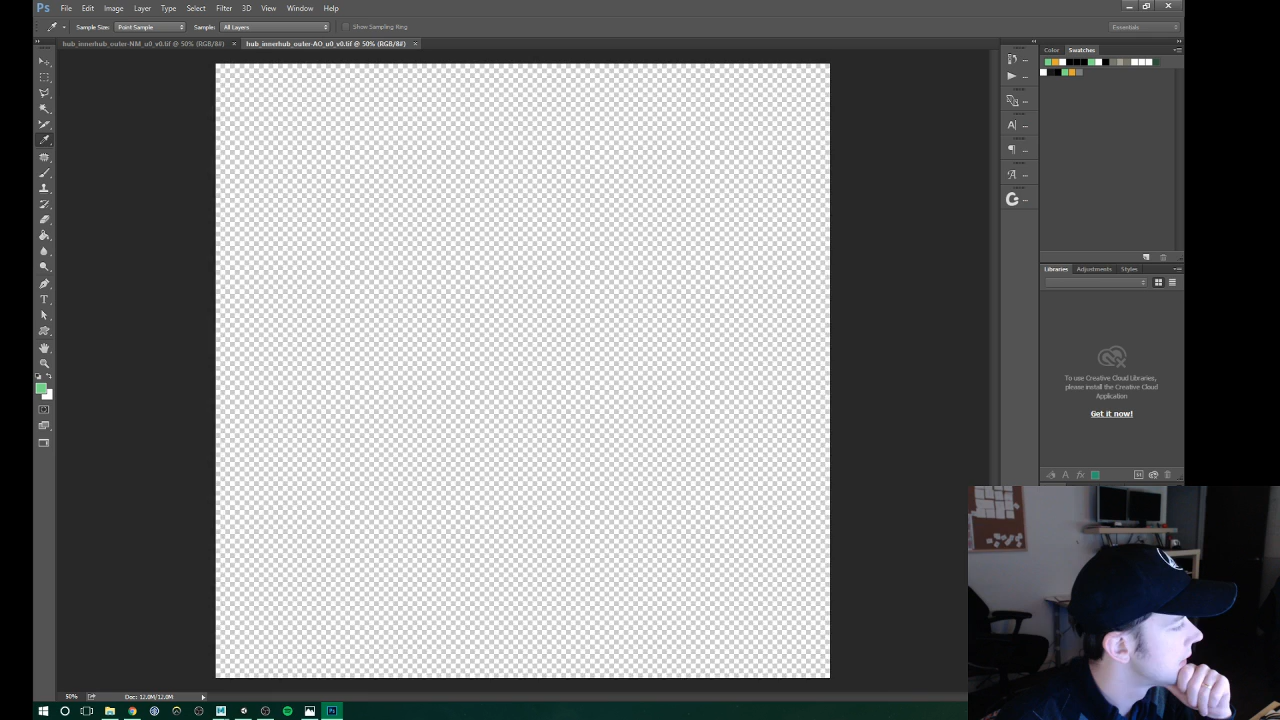 Ps File Edit Image Layer Type Select Filter 3D View Window Help
Sample Size: Point Sample Sample: All Layers Show Sampling Ring Essentials
hub_innerhub_outer-NM_u0_v0.tif @ 50% (RGB/8#) × hub_innerhub_outer-AO_u0_v0.tif @ 50% (RGB/8#) ×
Color Swatches
Libraries Adjustments Styles
To use Creative Cloud Libraries,
please install the Creative Cloud
Application
Get it now!
50% Doc: 12.0M/12.0M